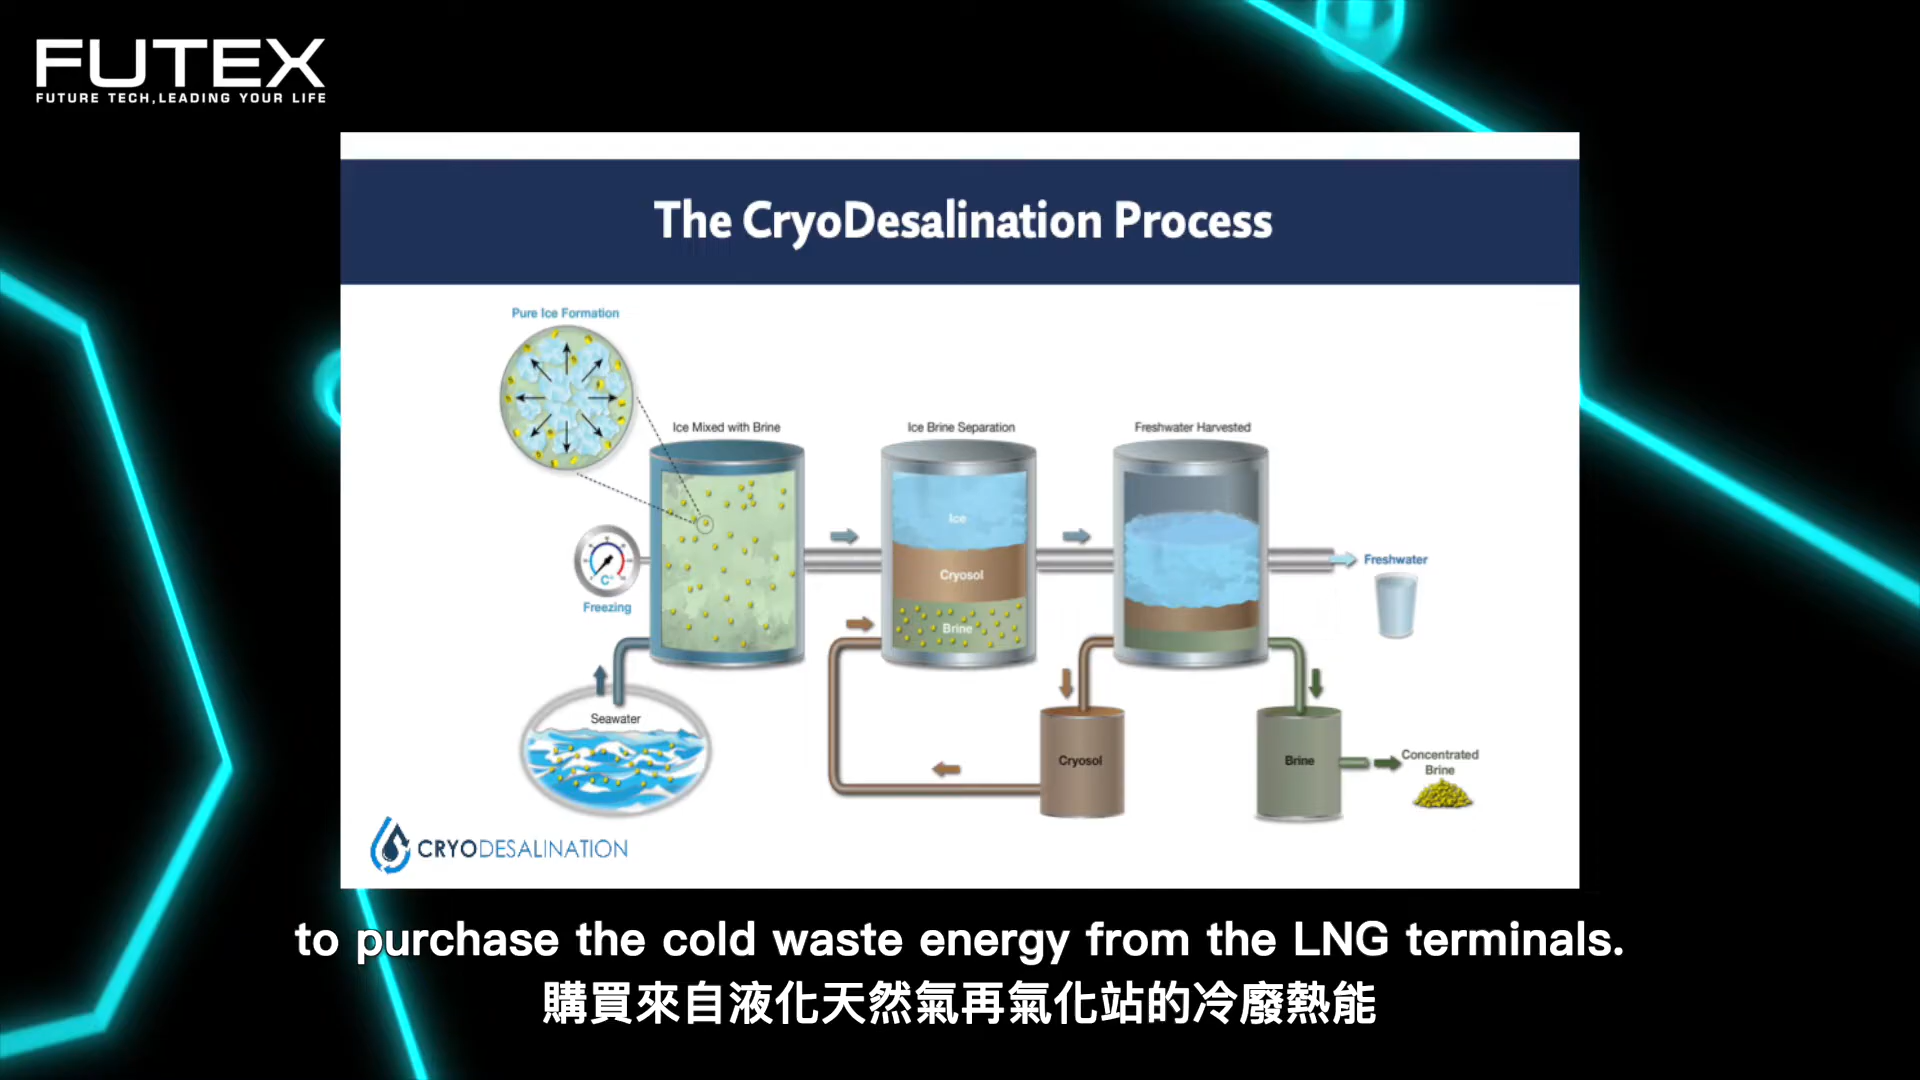 FUTEX
FUTURE TECH,LEADING YOUR LIFE
The CryoDesalination Process
Pure Ice Formation
Ice Mixed with Brine
Ice Brine Separation
Freshwater Harvested
Ice
Cryosol
Brine
Freshwater
C°
Freezing
Seawater
Cryosol
Brine
Concentrated
Brine
CRYODESALINATION
to purchase the cold waste energy from the LNG terminals.
購買來自液化天然氣再氣化站的冷廢熱能